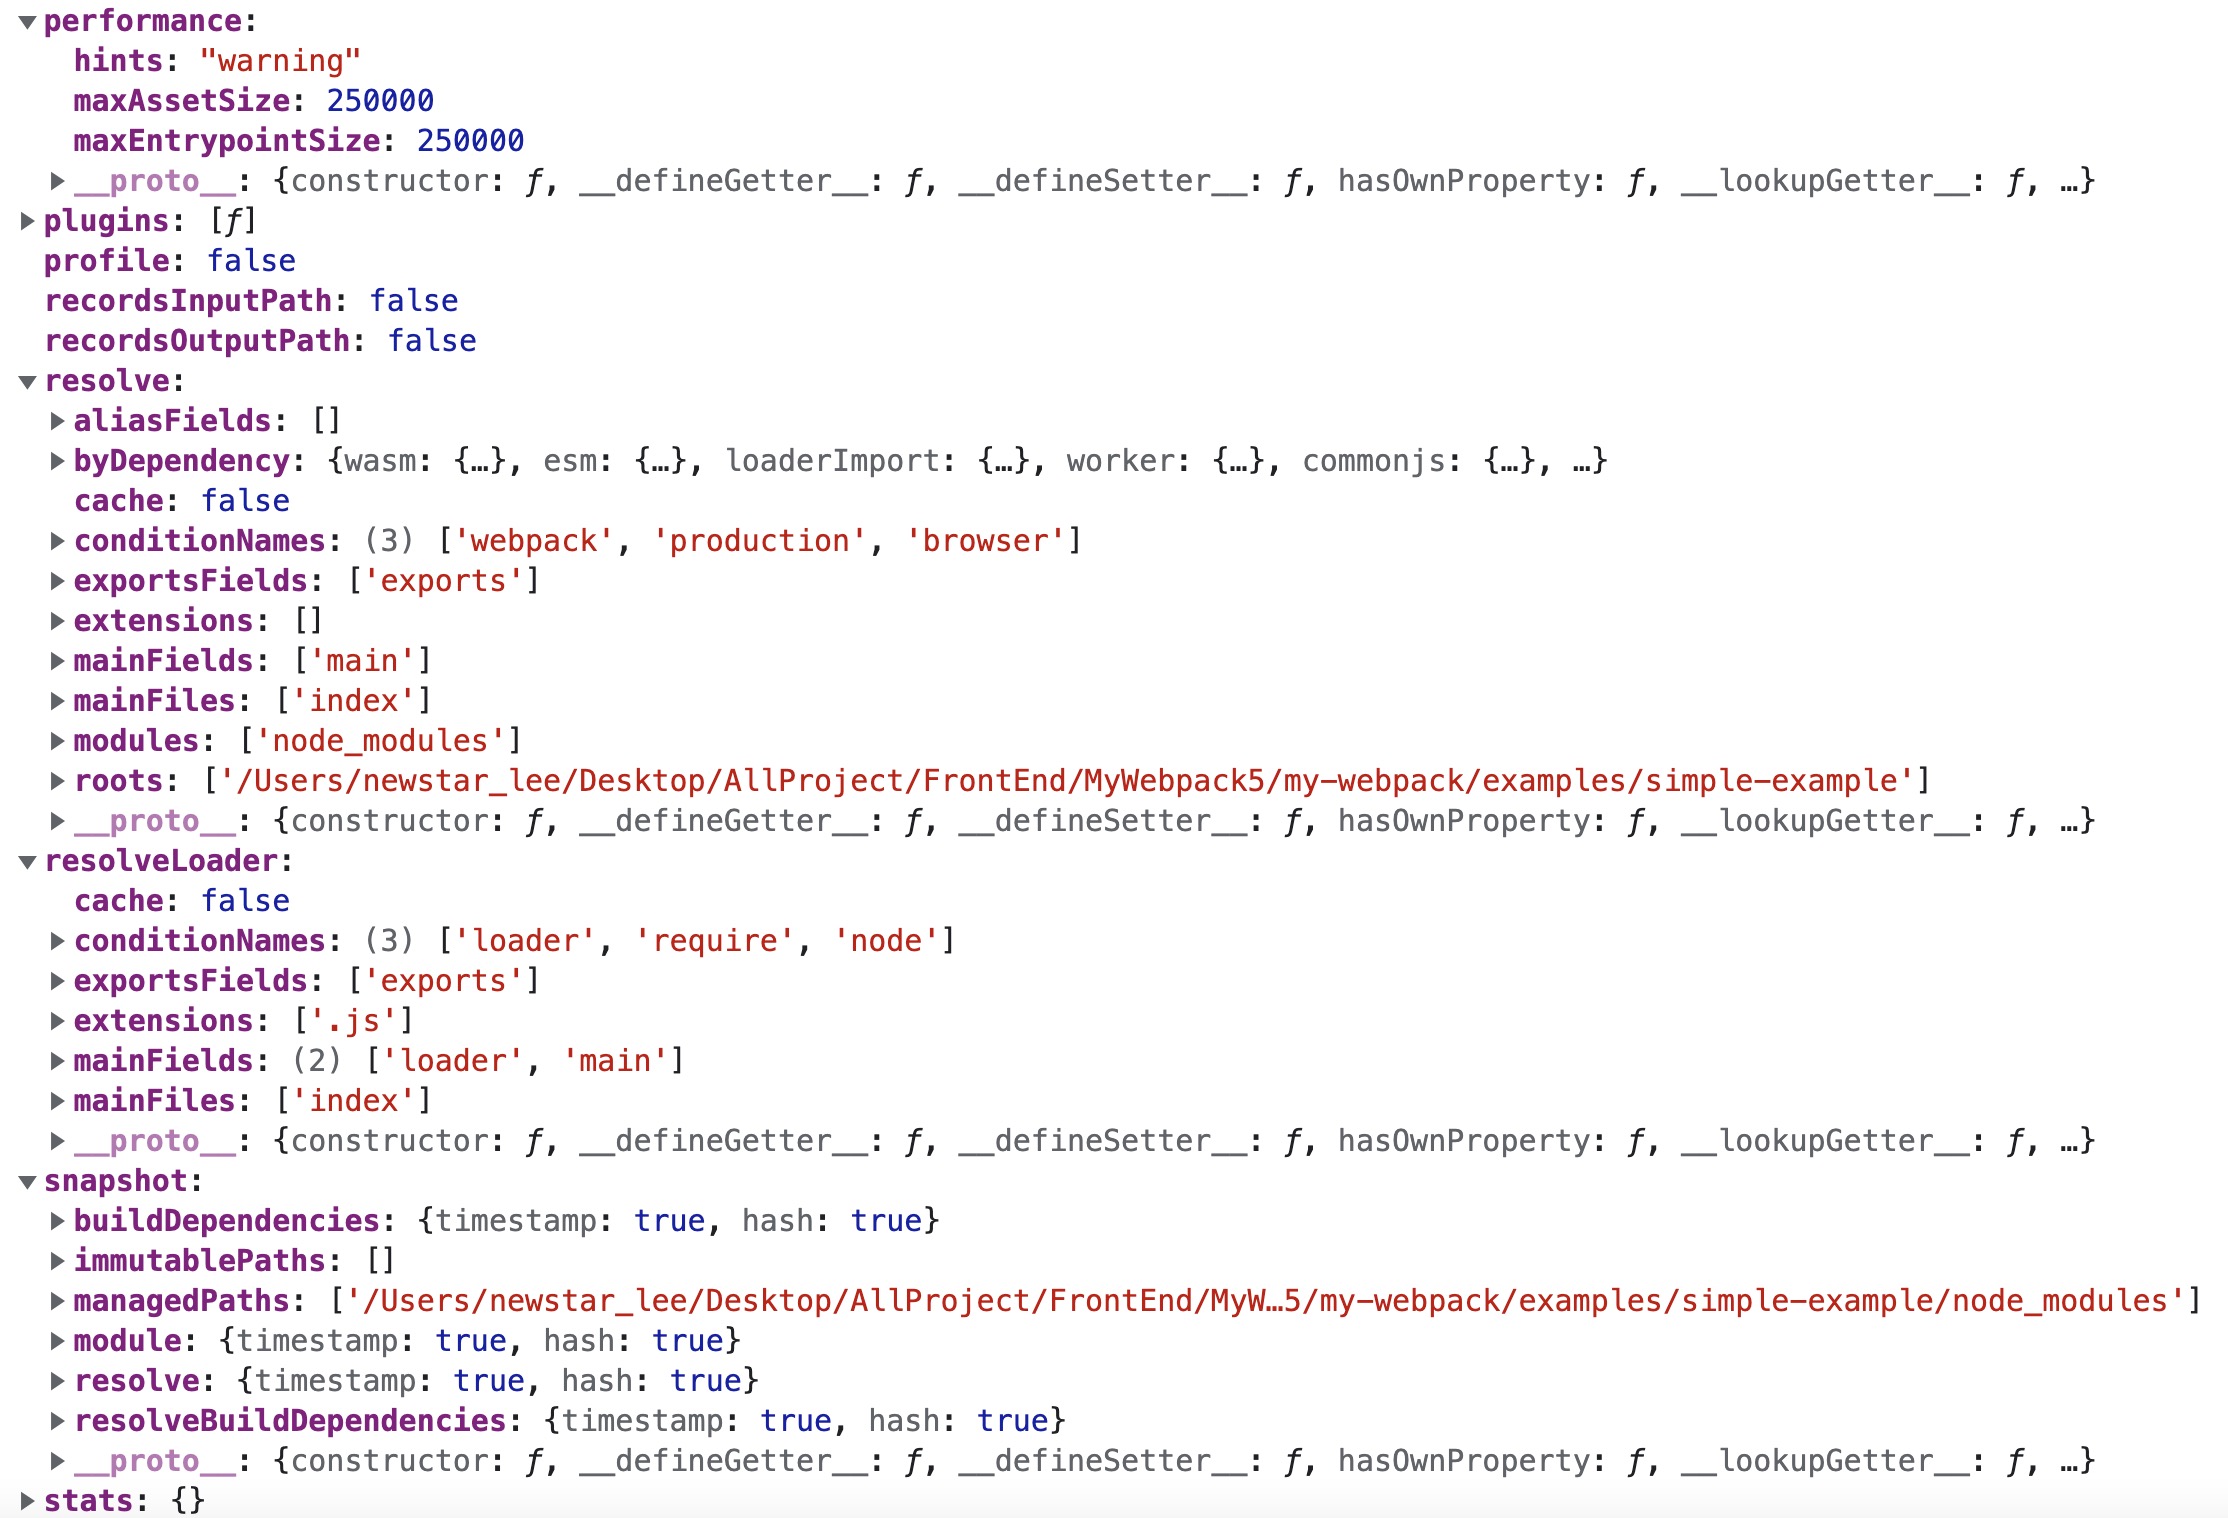 performance:
hints: "warning"
maxAssetSize: 250000
maxEntrypointSize: 250000
__proto__: {constructor: ƒ, __defineGetter__: ƒ, __defineSetter__: ƒ, hasOwnProperty: ƒ, __lookupGetter__: ƒ, …}
plugins: [ƒ]
profile: false
recordsInputPath: false
recordsOutputPath: false
resolve:
aliasFields: []
byDependency: {wasm: {…}, esm: {…}, loaderImport: {…}, worker: {…}, commonjs: {…}, …}
cache: false
conditionNames: (3) ['webpack', 'production', 'browser']
exportsFields: ['exports']
extensions: []
mainFields: ['main']
mainFiles: ['index']
modules: ['node_modules']
roots: ['/Users/newstar_lee/Desktop/AllProject/FrontEnd/MyWebpack5/my-webpack/examples/simple-example']
__proto__: {constructor: ƒ, __defineGetter__: ƒ, __defineSetter__: ƒ, hasOwnProperty: ƒ, __lookupGetter__: ƒ, …}
resolveLoader:
cache: false
conditionNames: (3) ['loader', 'require', 'node']
exportsFields: ['exports']
extensions: ['.js']
mainFields: (2) ['loader', 'main']
mainFiles: ['index']
__proto__: {constructor: ƒ, __defineGetter__: ƒ, __defineSetter__: ƒ, hasOwnProperty: ƒ, __lookupGetter__: ƒ, …}
snapshot:
buildDependencies: {timestamp: true, hash: true}
immutablePaths: []
managedPaths: ['/Users/newstar_lee/Desktop/AllProject/FrontEnd/MyW…5/my-webpack/examples/simple-example/node_modules']
module: {timestamp: true, hash: true}
resolve: {timestamp: true, hash: true}
resolveBuildDependencies: {timestamp: true, hash: true}
__proto__: {constructor: ƒ, __defineGetter__: ƒ, __defineSetter__: ƒ, hasOwnProperty: ƒ, __lookupGetter__: ƒ, …}
stats: {}